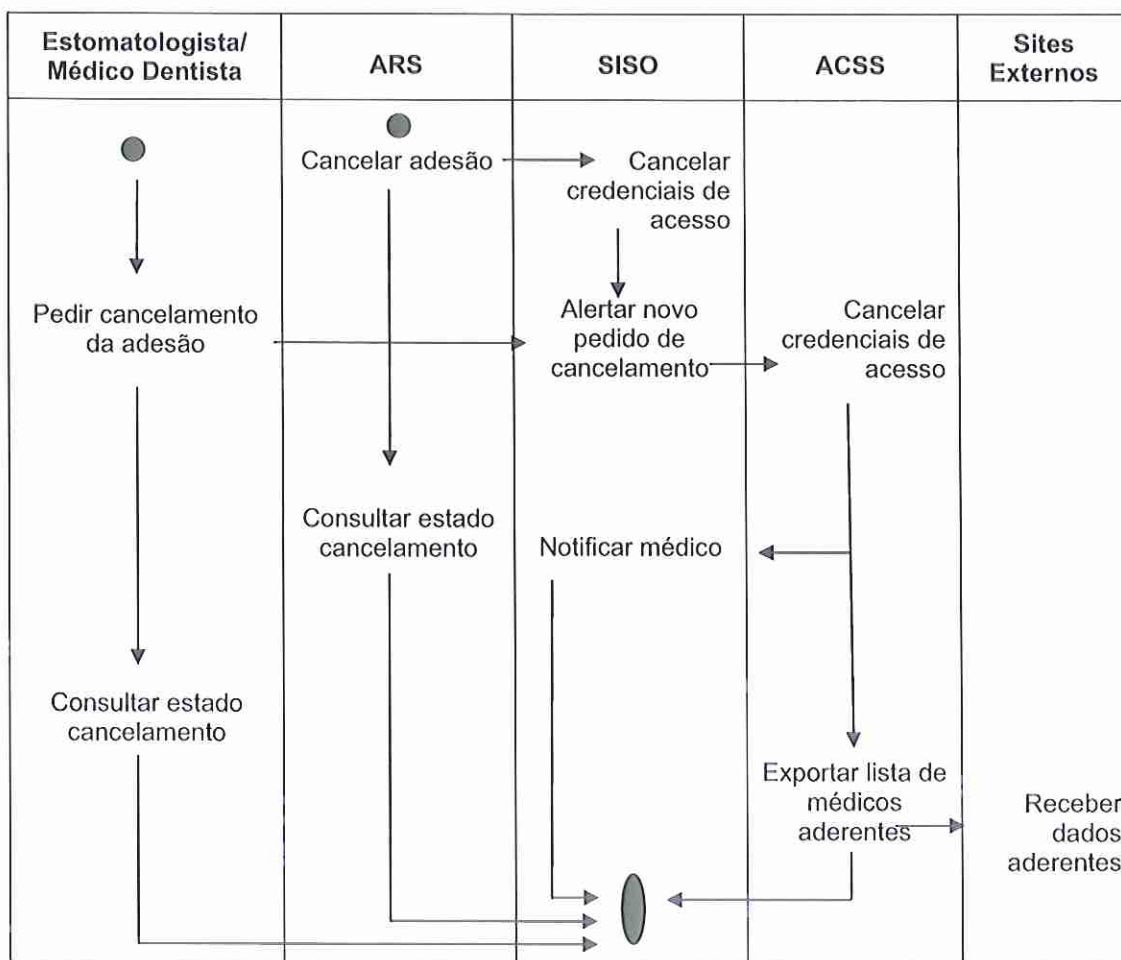 Estomatologista/
Médico Dentista
ARS
SISO
ACSS
Sites
Externos
Cancelar adesão
Cancelar
credenciais de
acesso
Pedir cancelamento
da adesão
Alertar novo
pedido de
cancelamento
Cancelar
credenciais de
acesso
Consultar estado
cancelamento
Notificar médico
Consultar estado
cancelamento
Exportar lista de
médicos
aderentes
Receber
dados
aderentes